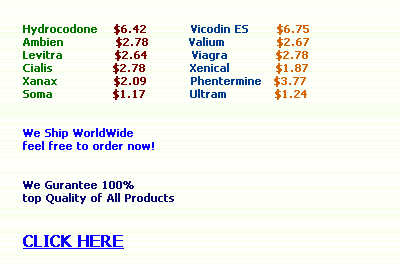 Hydrocodone $6.42 Vicodin ES $6.75
Ambien $2.78 Valium $2.67
Levitra $2.64 Viagra $2.78
Cialis $2.78 Xenical $1.87
Xanax $2.09 Phentermine $3.77
Soma $1.17 Ultram $1.24
We Ship WorldWide
feel free to order now!
We Gurantee 100%
top Quality of All Products
CLICK HERE